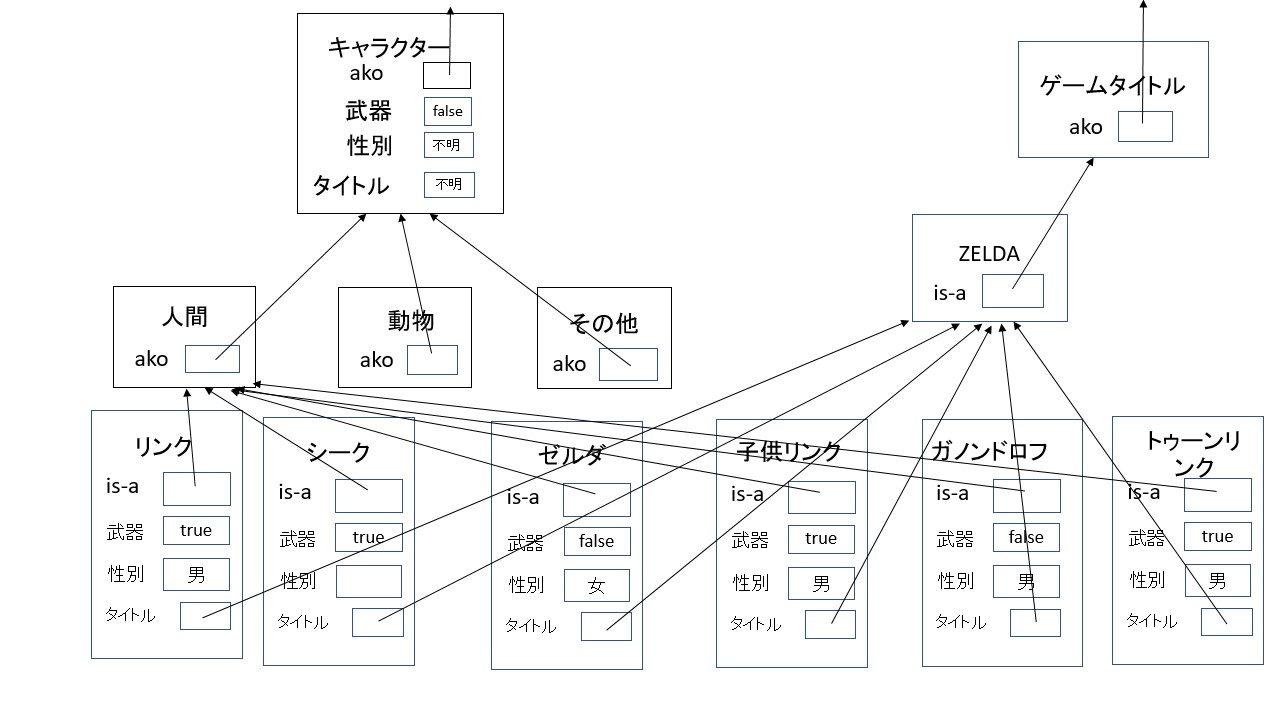 キャラクター
ako
武器 false
性別 不明
タイトル 不明
ゲームタイトル
ako
ZELDA
is-a
人間
ako
動物
ako
その他
ako
リンク
is-a
武器 true
性別 男
タイトル
シーク
is-a
武器 true
性別
タイトル
ゼルダ
is-a
武器 false
性別 女
タイトル
子供リンク
is-a
武器 true
性別 男
タイトル
ガノンドロフ
is-a
武器 false
性別 男
タイトル
トゥーンリ
ンク
is-a
武器 true
性別 男
タイトル